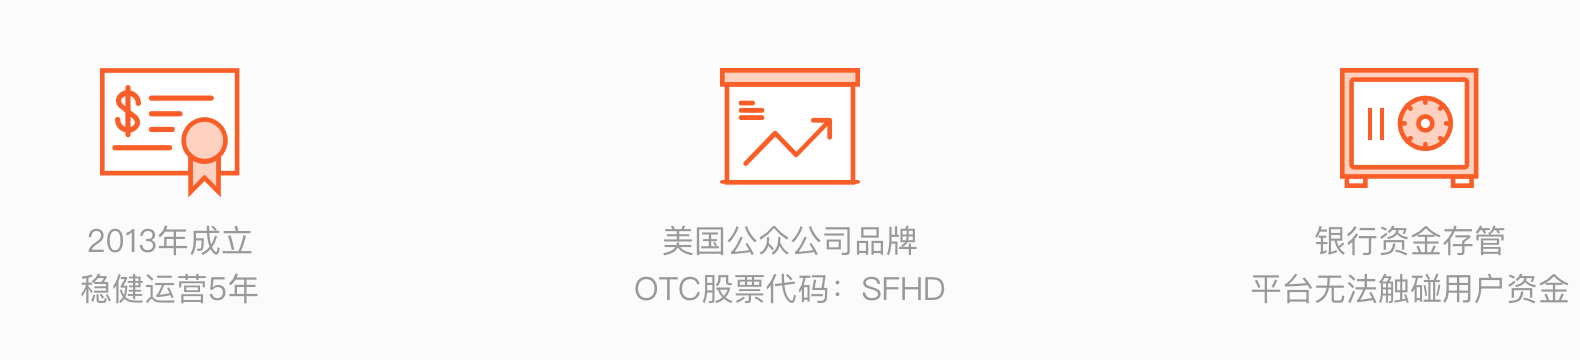 2013年成立
稳健运营5年
美国公众公司品牌
OTC股票代码：SFHD
银行资金存管
平台无法触碰用户资金